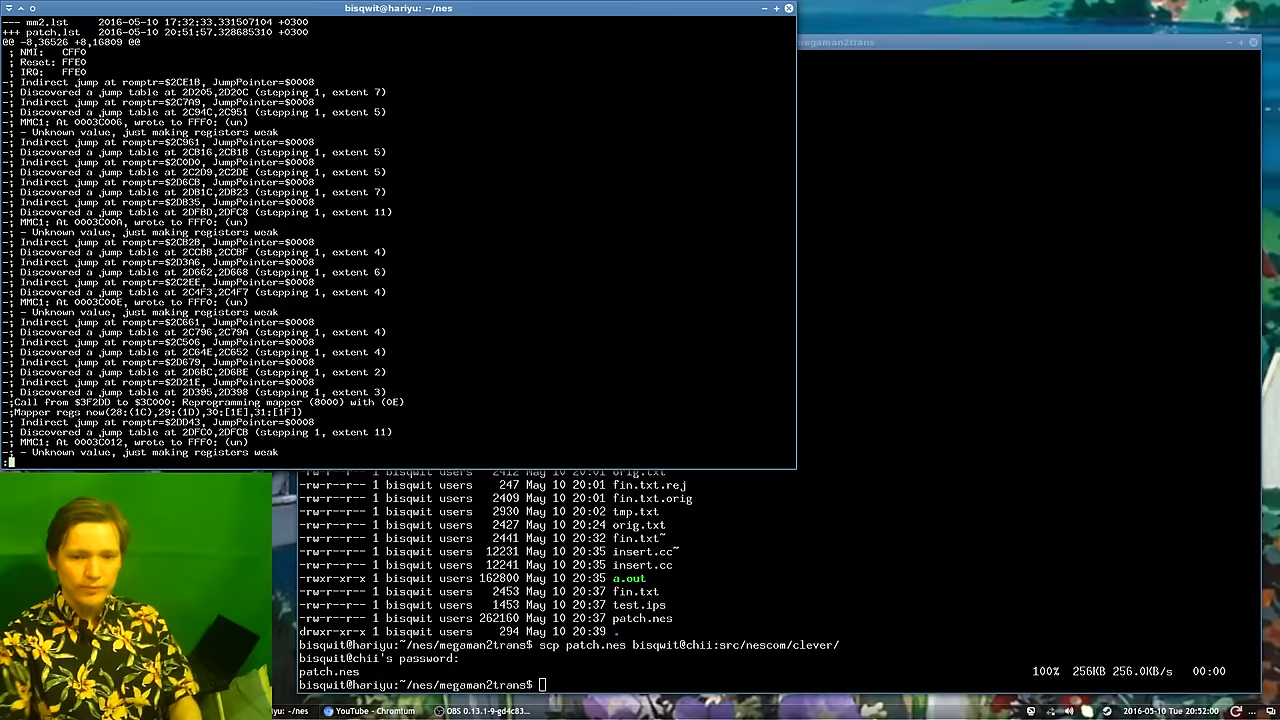 bisqwit@hariyu: ~/nes
--- mm2.lst    2016-05-10 17:32:33.331507104 +0300
+++ patch.lst  2016-05-10 20:51:57.328685310 +0300
@@ -8,36526 +8,16809 @@
 ; NMI:   CFF0
 ; Reset: FFE0
 ; IRQ:   FFE0
-; Indirect jump at romptr=$2CE1B, JumpPointer=$0008
-; Discovered a jump table at 2D205,2D20C (stepping 1, extent 7)
-; Indirect jump at romptr=$2C7A9, JumpPointer=$0008
-; Discovered a jump table at 2C94C,2C951 (stepping 1, extent 5)
-; MMC1: At 0003C006, wrote to FFF0: (un)
-; - Unknown value, just making registers weak
-; Indirect jump at romptr=$2C961, JumpPointer=$0008
-; Discovered a jump table at 2CB16,2CB1B (stepping 1, extent 5)
-; Indirect jump at romptr=$2C0D0, JumpPointer=$0008
-; Discovered a jump table at 2C2D9,2C2DE (stepping 1, extent 5)
-; Indirect jump at romptr=$2D6CB, JumpPointer=$0008
-; Discovered a jump table at 2DB1C,2DB23 (stepping 1, extent 7)
-; Indirect jump at romptr=$2DB35, JumpPointer=$0008
-; Discovered a jump table at 2DFBD,2DFC8 (stepping 1, extent 11)
-; MMC1: At 0003C00A, wrote to FFF0: (un)
-; - Unknown value, just making registers weak
-; Indirect jump at romptr=$2CB2B, JumpPointer=$0008
-; Discovered a jump table at 2CCBB,2CCBF (stepping 1, extent 4)
-; Indirect jump at romptr=$2D3A6, JumpPointer=$0008
-; Discovered a jump table at 2D662,2D668 (stepping 1, extent 6)
-; Indirect jump at romptr=$2C2EE, JumpPointer=$0008
-; Discovered a jump table at 2C4F3,2C4F7 (stepping 1, extent 4)
-; MMC1: At 0003C00E, wrote to FFF0: (un)
-; - Unknown value, just making registers weak
-; Indirect jump at romptr=$2C661, JumpPointer=$0008
-; Discovered a jump table at 2C796,2C79A (stepping 1, extent 4)
-; Indirect jump at romptr=$2C506, JumpPointer=$0008
-; Discovered a jump table at 2C64E,2C652 (stepping 1, extent 4)
-; Indirect jump at romptr=$2D679, JumpPointer=$0008
-; Discovered a jump table at 2D6BC,2D6BE (stepping 1, extent 2)
-; Indirect jump at romptr=$2D21E, JumpPointer=$0008
-; Discovered a jump table at 2D395,2D398 (stepping 1, extent 3)
-;Call from $3F2DD to $3C000: Reprogramming mapper (8000) with (0E)
-;Mapper regs now(28:(1C),29:(1D),30:[1E],31:[1F])
-; Indirect jump at romptr=$2DD43, JumpPointer=$0008
-; Discovered a jump table at 2DFC0,2DFCB (stepping 1, extent 11)
-; MMC1: At 0003C012, wrote to FFF0: (un)
-; - Unknown value, just making registers weak
:
megaman2trans
-rw-r--r-- 1 bisqwit users   2412 May 10 20:01 orig.txt
-rw-r--r-- 1 bisqwit users    247 May 10 20:01 fin.txt.rej
-rw-r--r-- 1 bisqwit users   2409 May 10 20:01 fin.txt.orig
-rw-r--r-- 1 bisqwit users   2930 May 10 20:02 tmp.txt
-rw-r--r-- 1 bisqwit users   2427 May 10 20:24 orig.txt
-rw-r--r-- 1 bisqwit users   2441 May 10 20:32 fin.txt~
-rw-r--r-- 1 bisqwit users  12231 May 10 20:35 insert.cc~
-rw-r--r-- 1 bisqwit users  12241 May 10 20:35 insert.cc
-rwxr-xr-x 1 bisqwit users 162800 May 10 20:35 a.out
-rw-r--r-- 1 bisqwit users   2453 May 10 20:37 fin.txt
-rw-r--r-- 1 bisqwit users   1453 May 10 20:37 test.ips
-rw-r--r-- 1 bisqwit users 262160 May 10 20:37 patch.nes
drwxr-xr-x 1 bisqwit users    294 May 10 20:39 .
bisqwit@hariyu:~/nes/megaman2trans$ scp patch.nes bisqwit@chii:src/nescom/clever/
bisqwit@chii's password:
patch.nes 100% 256KB 256.0KB/s 00:00
bisqwit@hariyu:~/nes/megaman2trans$
iyu: ~/nes YouTube - Chromium OBS 0.13.1-9-gd4c83... 2016-05-10 Tue 20:52:00